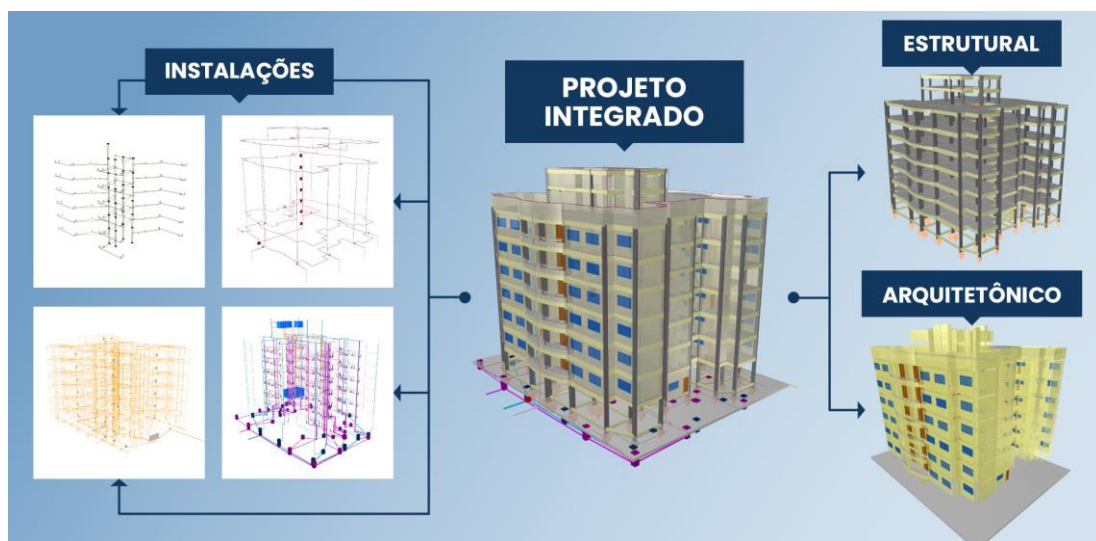 INSTALAÇÕES
PROJETO
INTEGRADO
ESTRUTURAL
ARQUITETÔNICO